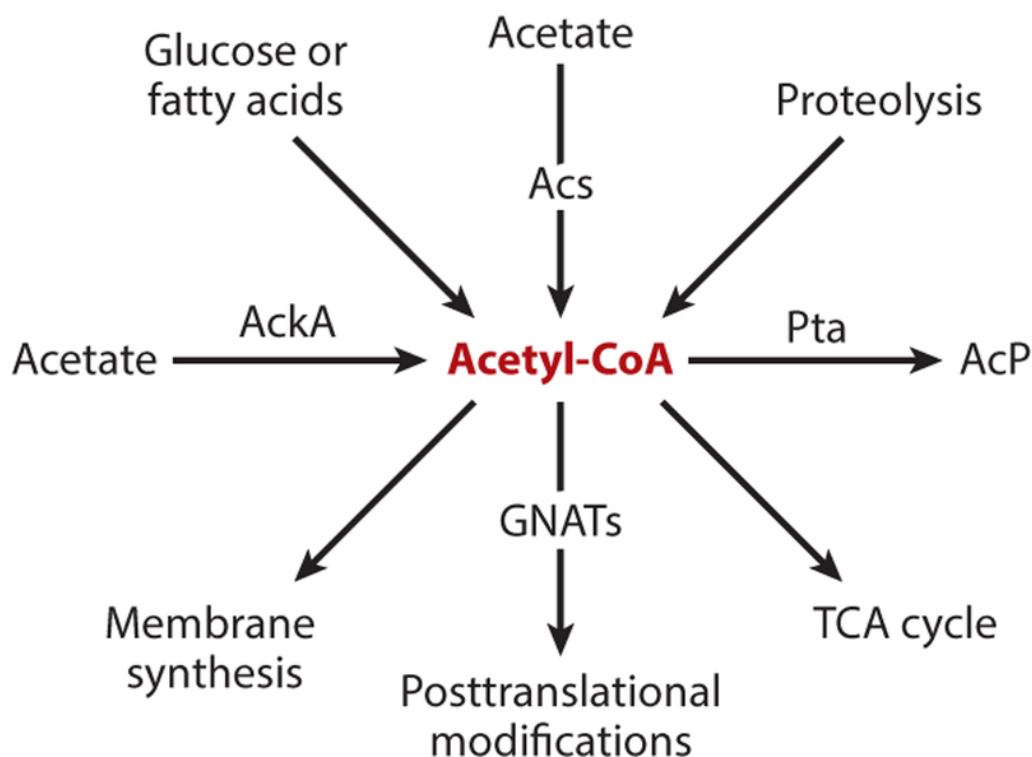 Glucose or
fatty acids
Acetate
Proteolysis
Acs
Acetate
AckA
Acetyl-CoA
Pta
AcP
GNATs
Membrane
synthesis
Posttranslational
modifications
TCA cycle